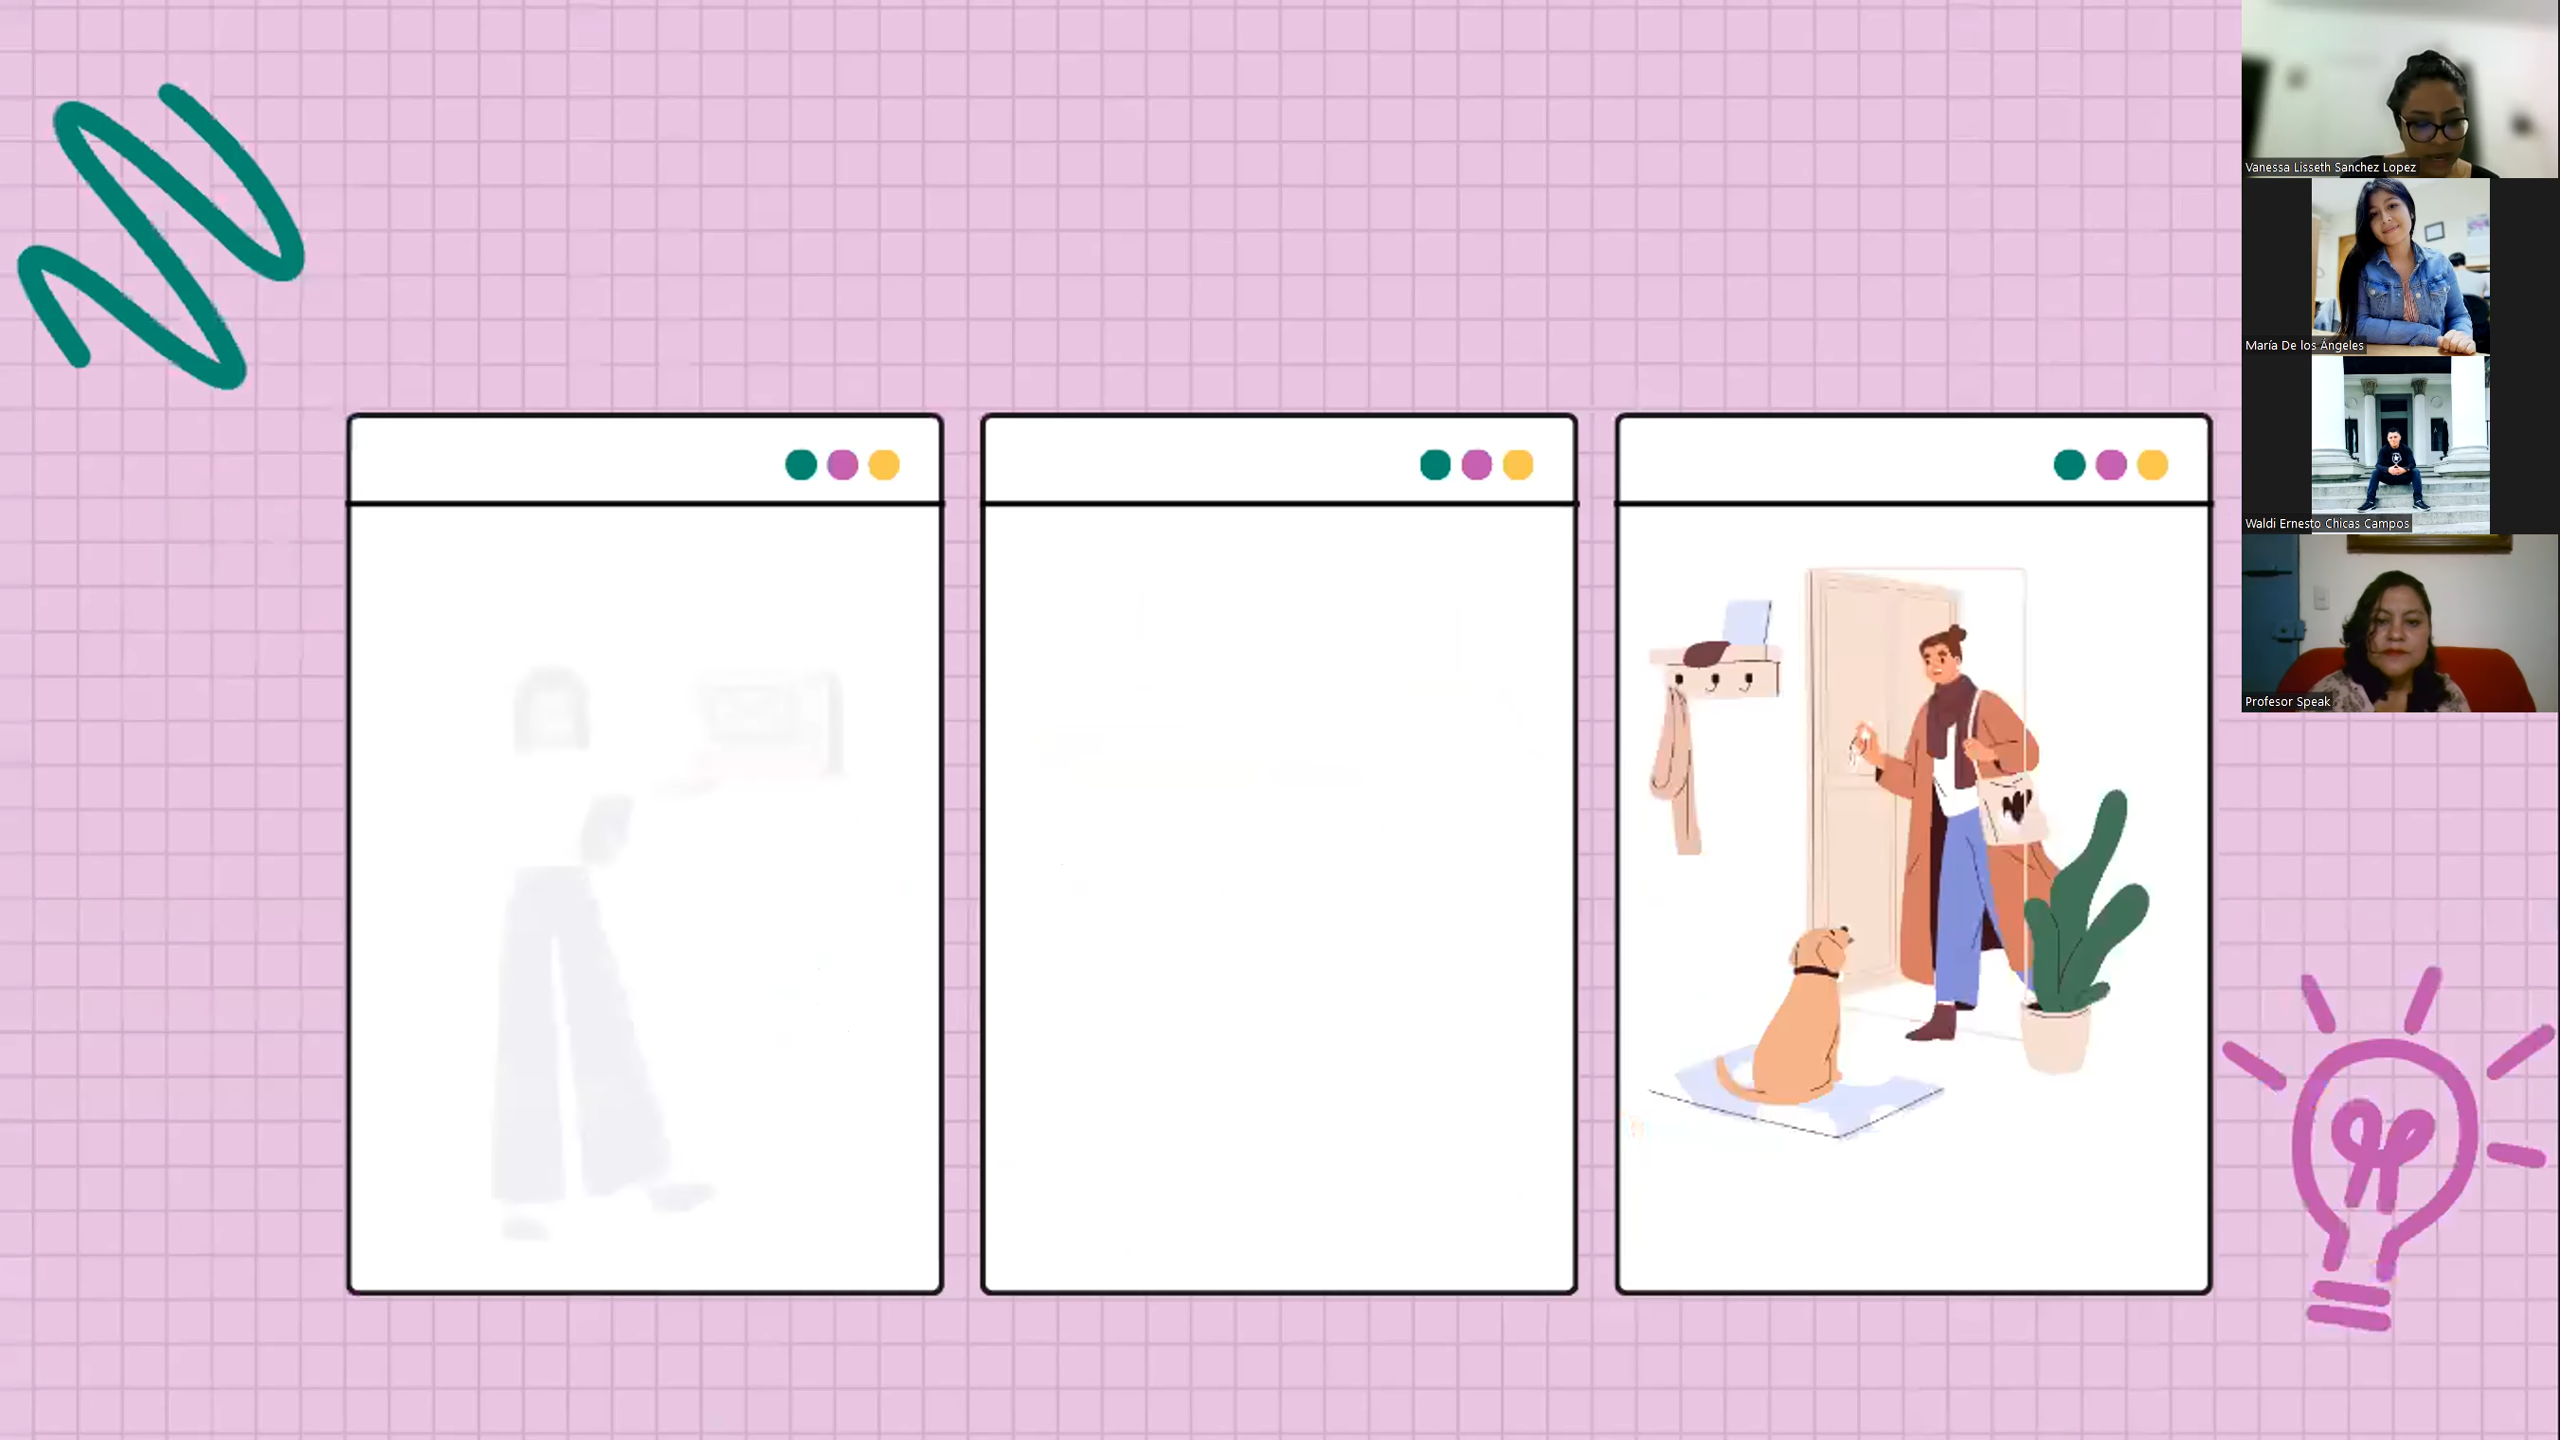 Vanessa Lisseth Sanchez Lopez
María De los Ángeles
Waldi Ernesto Chicas Campos
Profesor Speak